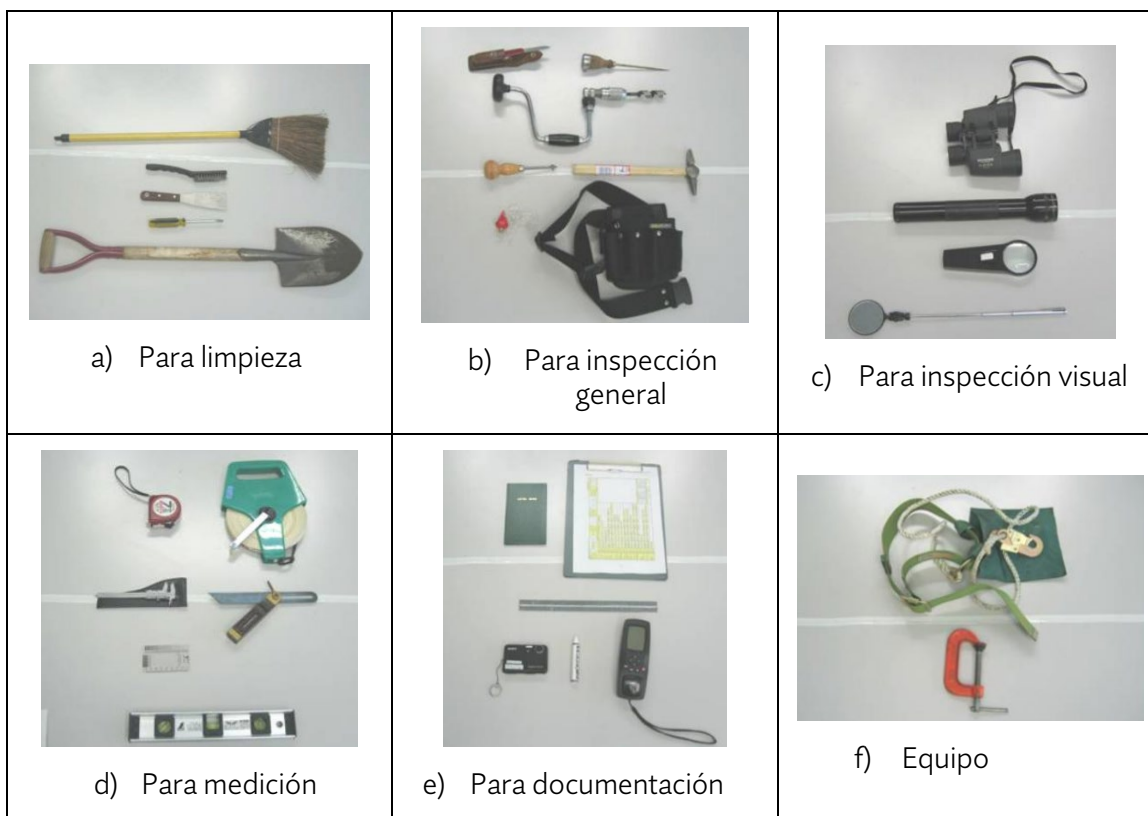 a) Para limpieza
b) Para inspección
general
c) Para inspección visual
d) Para medición
e) Para documentación
f) Equipo